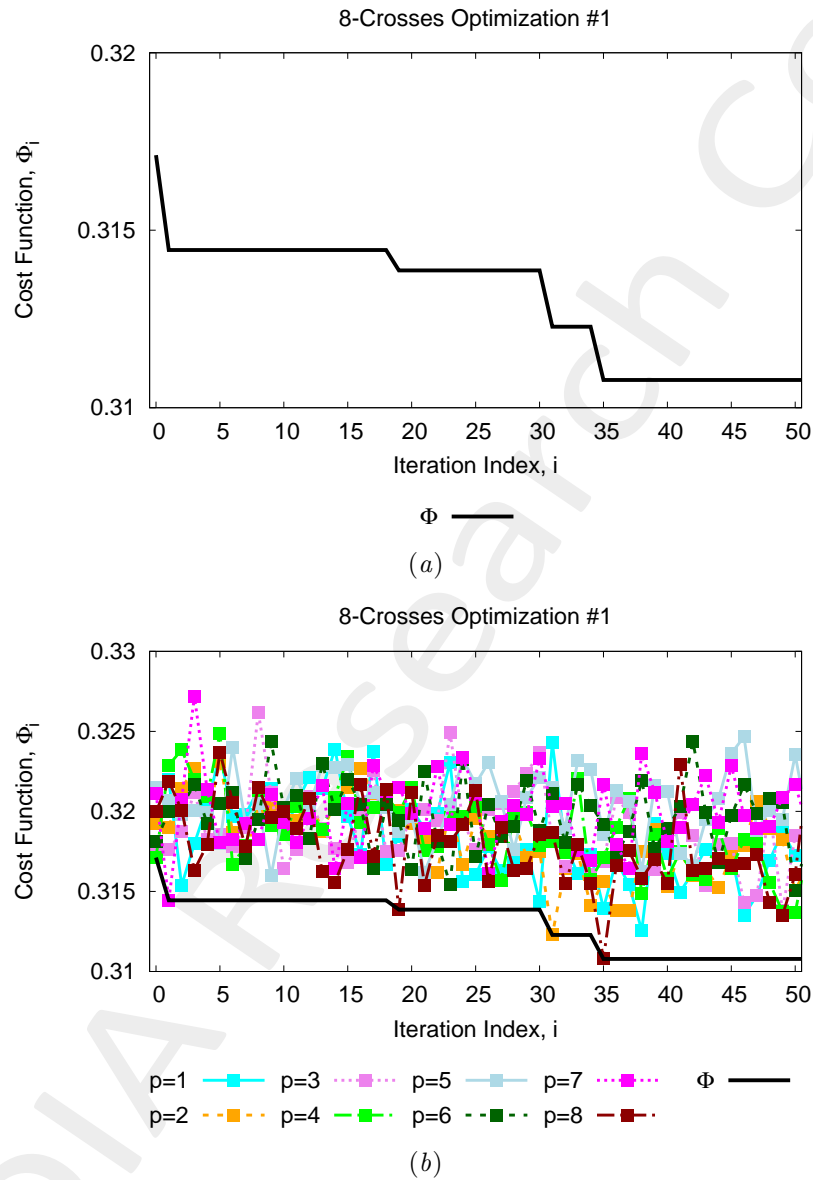 8-Crosses Optimization #1
0.32
0.315
0.31
Cost Function, Φi
0 5 10 15 20 25 30 35 40 45 50
Iteration Index, i
Φ
(a)
8-Crosses Optimization #1
0.33
0.325
0.32
0.315
0.31
Cost Function, Φi
0 5 10 15 20 25 30 35 40 45 50
Iteration Index, i
p=1 p=3 p=5 p=7 Φ
p=2 p=4 p=6 p=8
(b)
DIA Rsearch C